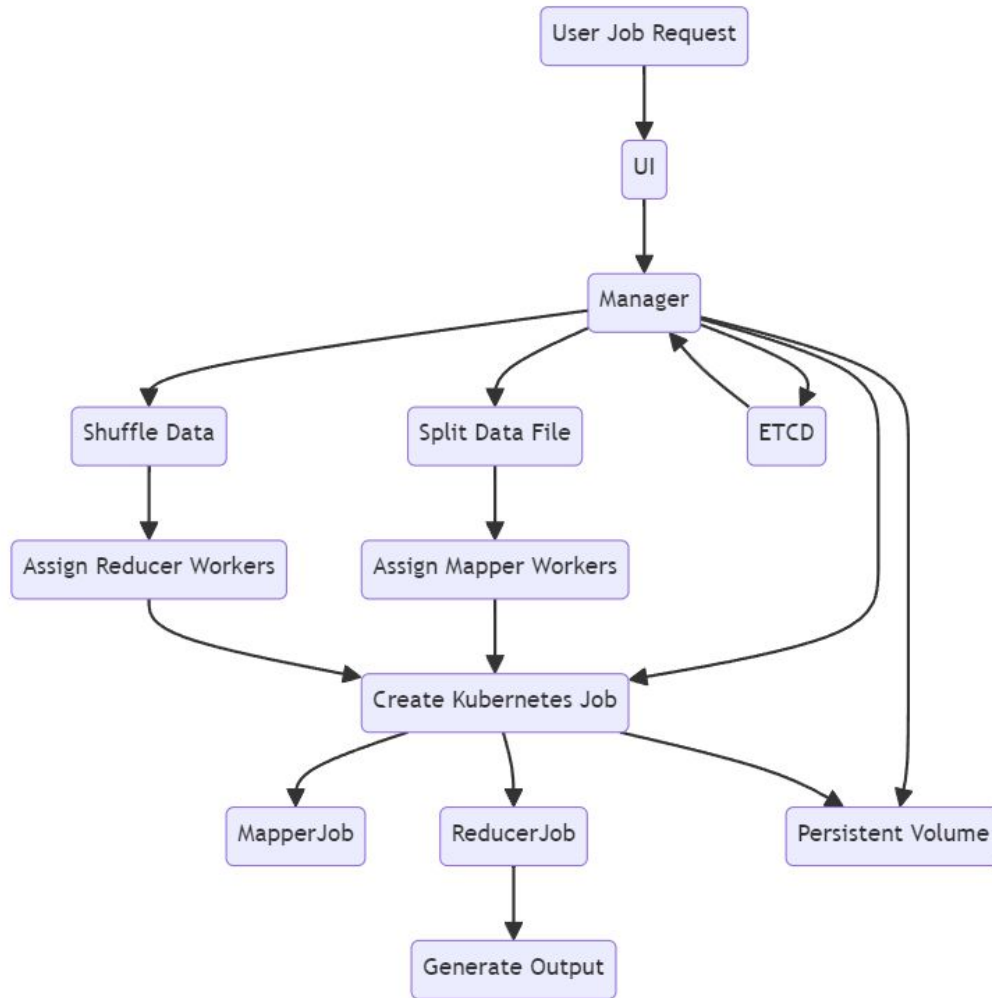 User Job Request
UI
Manager
Shuffle Data
Split Data File
ETCD
Assign Reducer Workers
Assign Mapper Workers
Create Kubernetes Job
MapperJob
ReducerJob
Persistent Volume
Generate Output